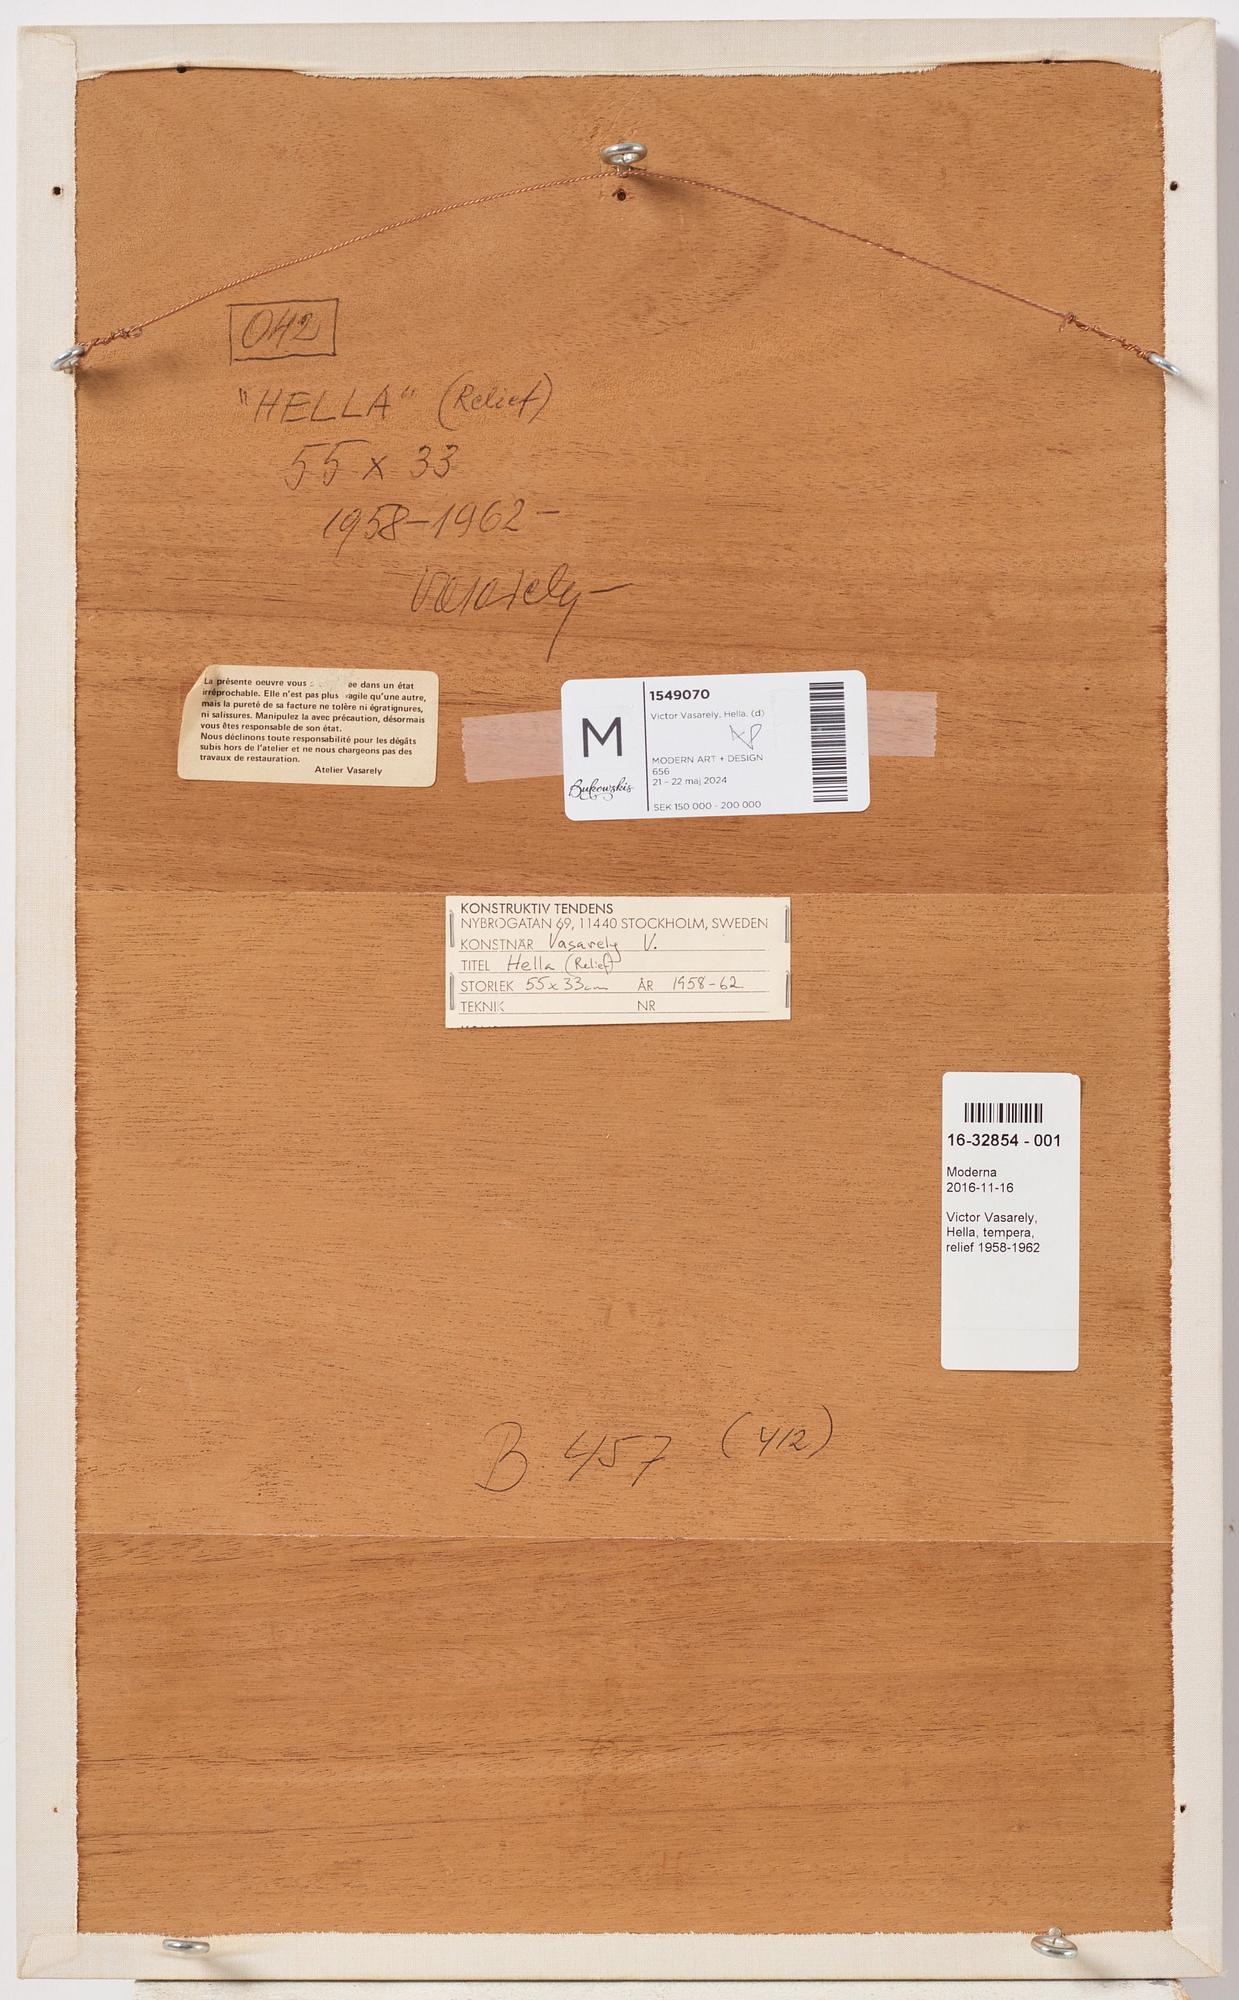 042
"HELLA" (Relief)
55 x 33
1958-1962-
Vasarely
La présente oeuvre vous dans un état
irréprochable. Elle n'est pas plus qu'une autre,
mais la pureté de sa facture ne tolère ni égratignures,
ni salissures. Manipulez la avec précaution, désormais
vous êtes responsable de son état.
Nous déclinons toute responsabilité pour les dégâts
subis hors de l'atelier et ne nous chargeons pas des
travaux de restauration.
Atelier Vasarely
M
Bukowskis
1549070
Victor Vasarely, Hella. (d)
MODERN ART + DESIGN
656
21 - 22 maj 2024
SEK 150 000 - 200 000
KONSTRUKTIV TENDENS
NYBROGATAN 69, 11440 STOCKHOLM, SWEDEN
KONSTNÄR Vasarely V.
TITEL Hella (Relief)
STORLEK 55x33cm ÅR 1958-62
TEKNIK NR
16-32854 - 001
Moderna
2016-11-16
Victor Vasarely,
Hella, tempera,
relief 1958-1962
B 457 (412)